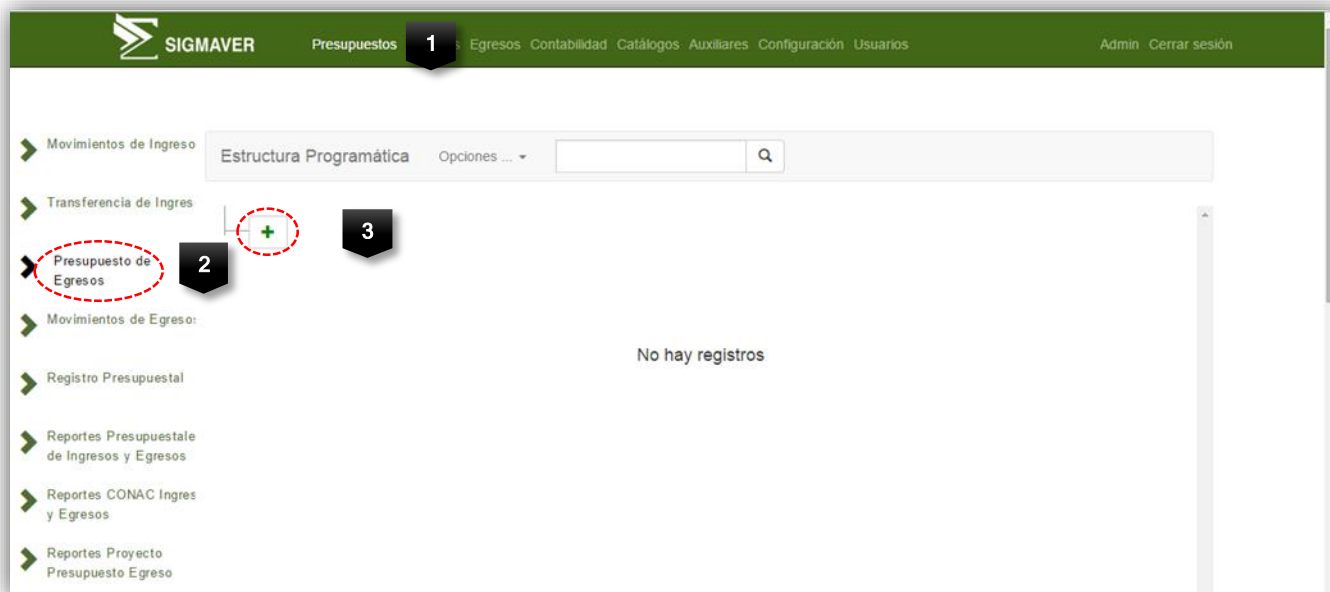 SIGMAVER
Presupuestos 1 s Egresos Contabilidad Catálogos Auxiliares Configuración Usuarios Admin Cerrar sesión
Movimientos de Ingreso
Estructura Programática Opciones ...
Transferencia de Ingres
3
Presupuesto de
Egresos
2
Movimientos de Egresos
No hay registros
Registro Presupuestal
Reportes Presupuestale
de Ingresos y Egresos
Reportes CONAC Ingres
y Egresos
Reportes Proyecto
Presupuesto Egreso